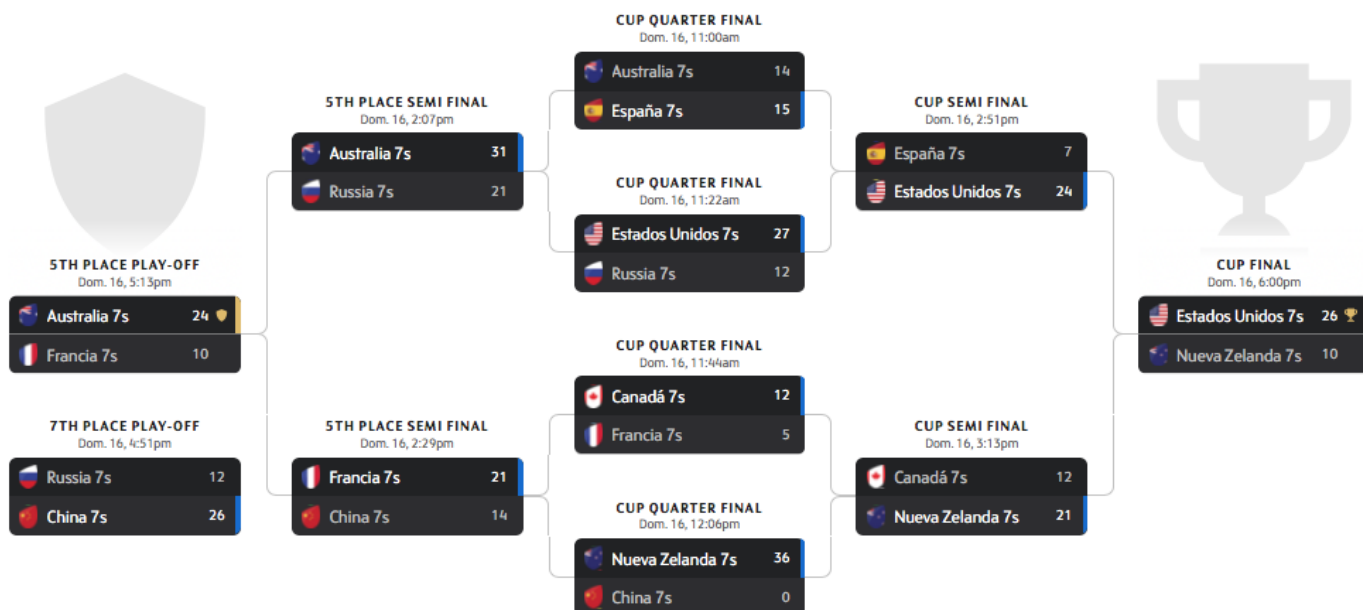 CUP QUARTER FINAL
Dom. 16, 11:00am
Australia 7s 14
España 7s 15
5TH PLACE SEMI FINAL
Dom. 16, 2:07pm
Australia 7s 31
Russia 7s 21
CUP SEMI FINAL
Dom. 16, 2:51pm
España 7s 7
Estados Unidos 7s 24
CUP QUARTER FINAL
Dom. 16, 11:22am
Estados Unidos 7s 27
Russia 7s 12
5TH PLACE PLAY-OFF
Dom. 16, 5:13pm
Australia 7s 24
Francia 7s 10
CUP FINAL
Dom. 16, 6:00pm
Estados Unidos 7s 26
Nueva Zelanda 7s 10
CUP QUARTER FINAL
Dom. 16, 11:44am
Canadá 7s 12
Francia 7s 5
7TH PLACE PLAY-OFF
Dom. 16, 4:51pm
Russia 7s 12
China 7s 26
5TH PLACE SEMI FINAL
Dom. 16, 2:29pm
Francia 7s 21
China 7s 14
CUP SEMI FINAL
Dom. 16, 3:13pm
Canadá 7s 12
Nueva Zelanda 7s 21
CUP QUARTER FINAL
Dom. 16, 12:06pm
Nueva Zelanda 7s 36
China 7s 0